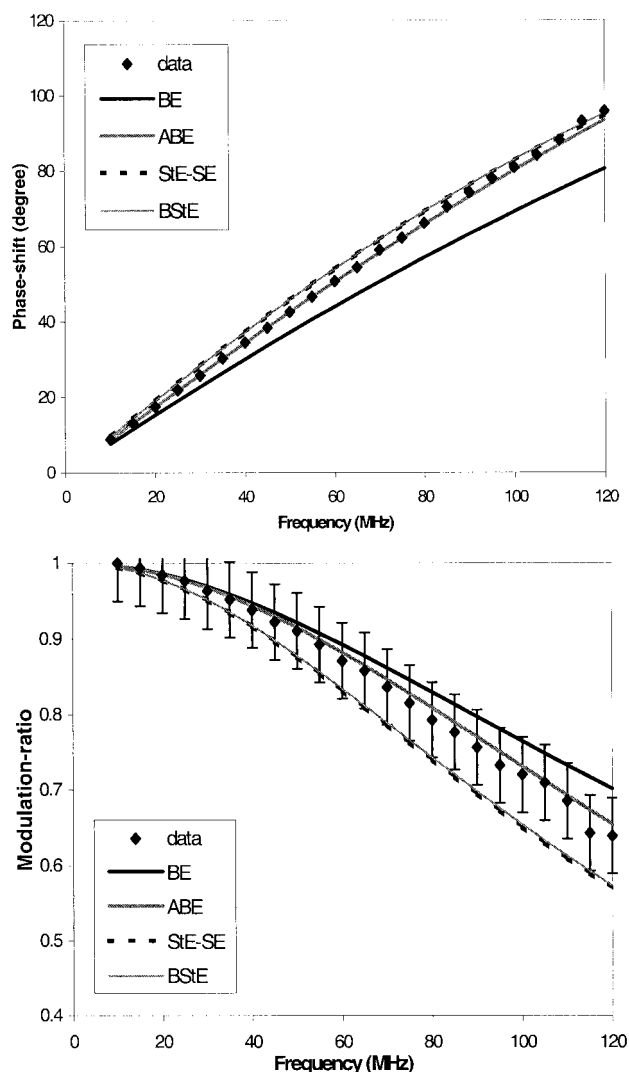 120
100
80
60
40
20
0
Phase-shift (degree)
data
BE
ABE
StE-SE
BStE
0 20 40 60 80 100 120
Frequency (MHz)
1
0.9
0.8
0.7
0.6
0.5
0.4
Modulation-ratio
data
BE
ABE
StE-SE
BStE
0 20 40 60 80 100 120
Frequency (MHz)